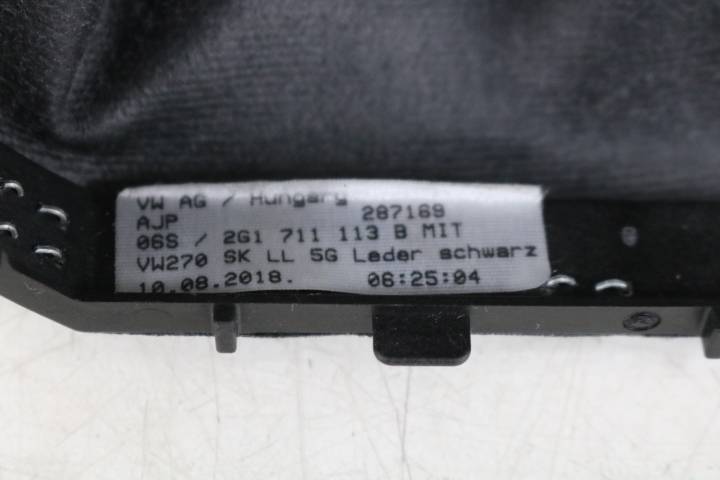 VW AG / Hungary
AJP 287169
06S / 2G1 711 113 B MIT
VW270 SK LL 5G Leder schwarz
10.08.2018. 06:25:04